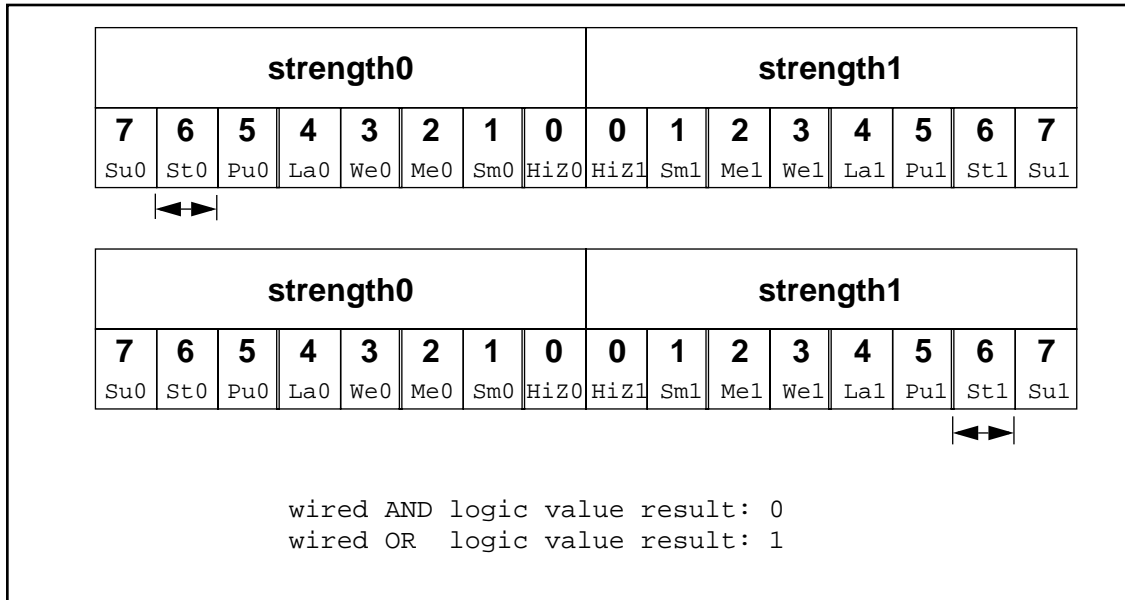 strength0 strength1
7 6 5 4 3 2 1 0 0 1 2 3 4 5 6 7
Su0 St0 Pu0 La0 We0 Me0 Sm0 HiZ0 HiZ1 Sm1 Me1 We1 La1 Pu1 St1 Su1
strength0 strength1
7 6 5 4 3 2 1 0 0 1 2 3 4 5 6 7
Su0 St0 Pu0 La0 We0 Me0 Sm0 HiZ0 HiZ1 Sm1 Me1 We1 La1 Pu1 St1 Su1
wired AND logic value result: 0
wired OR logic value result: 1